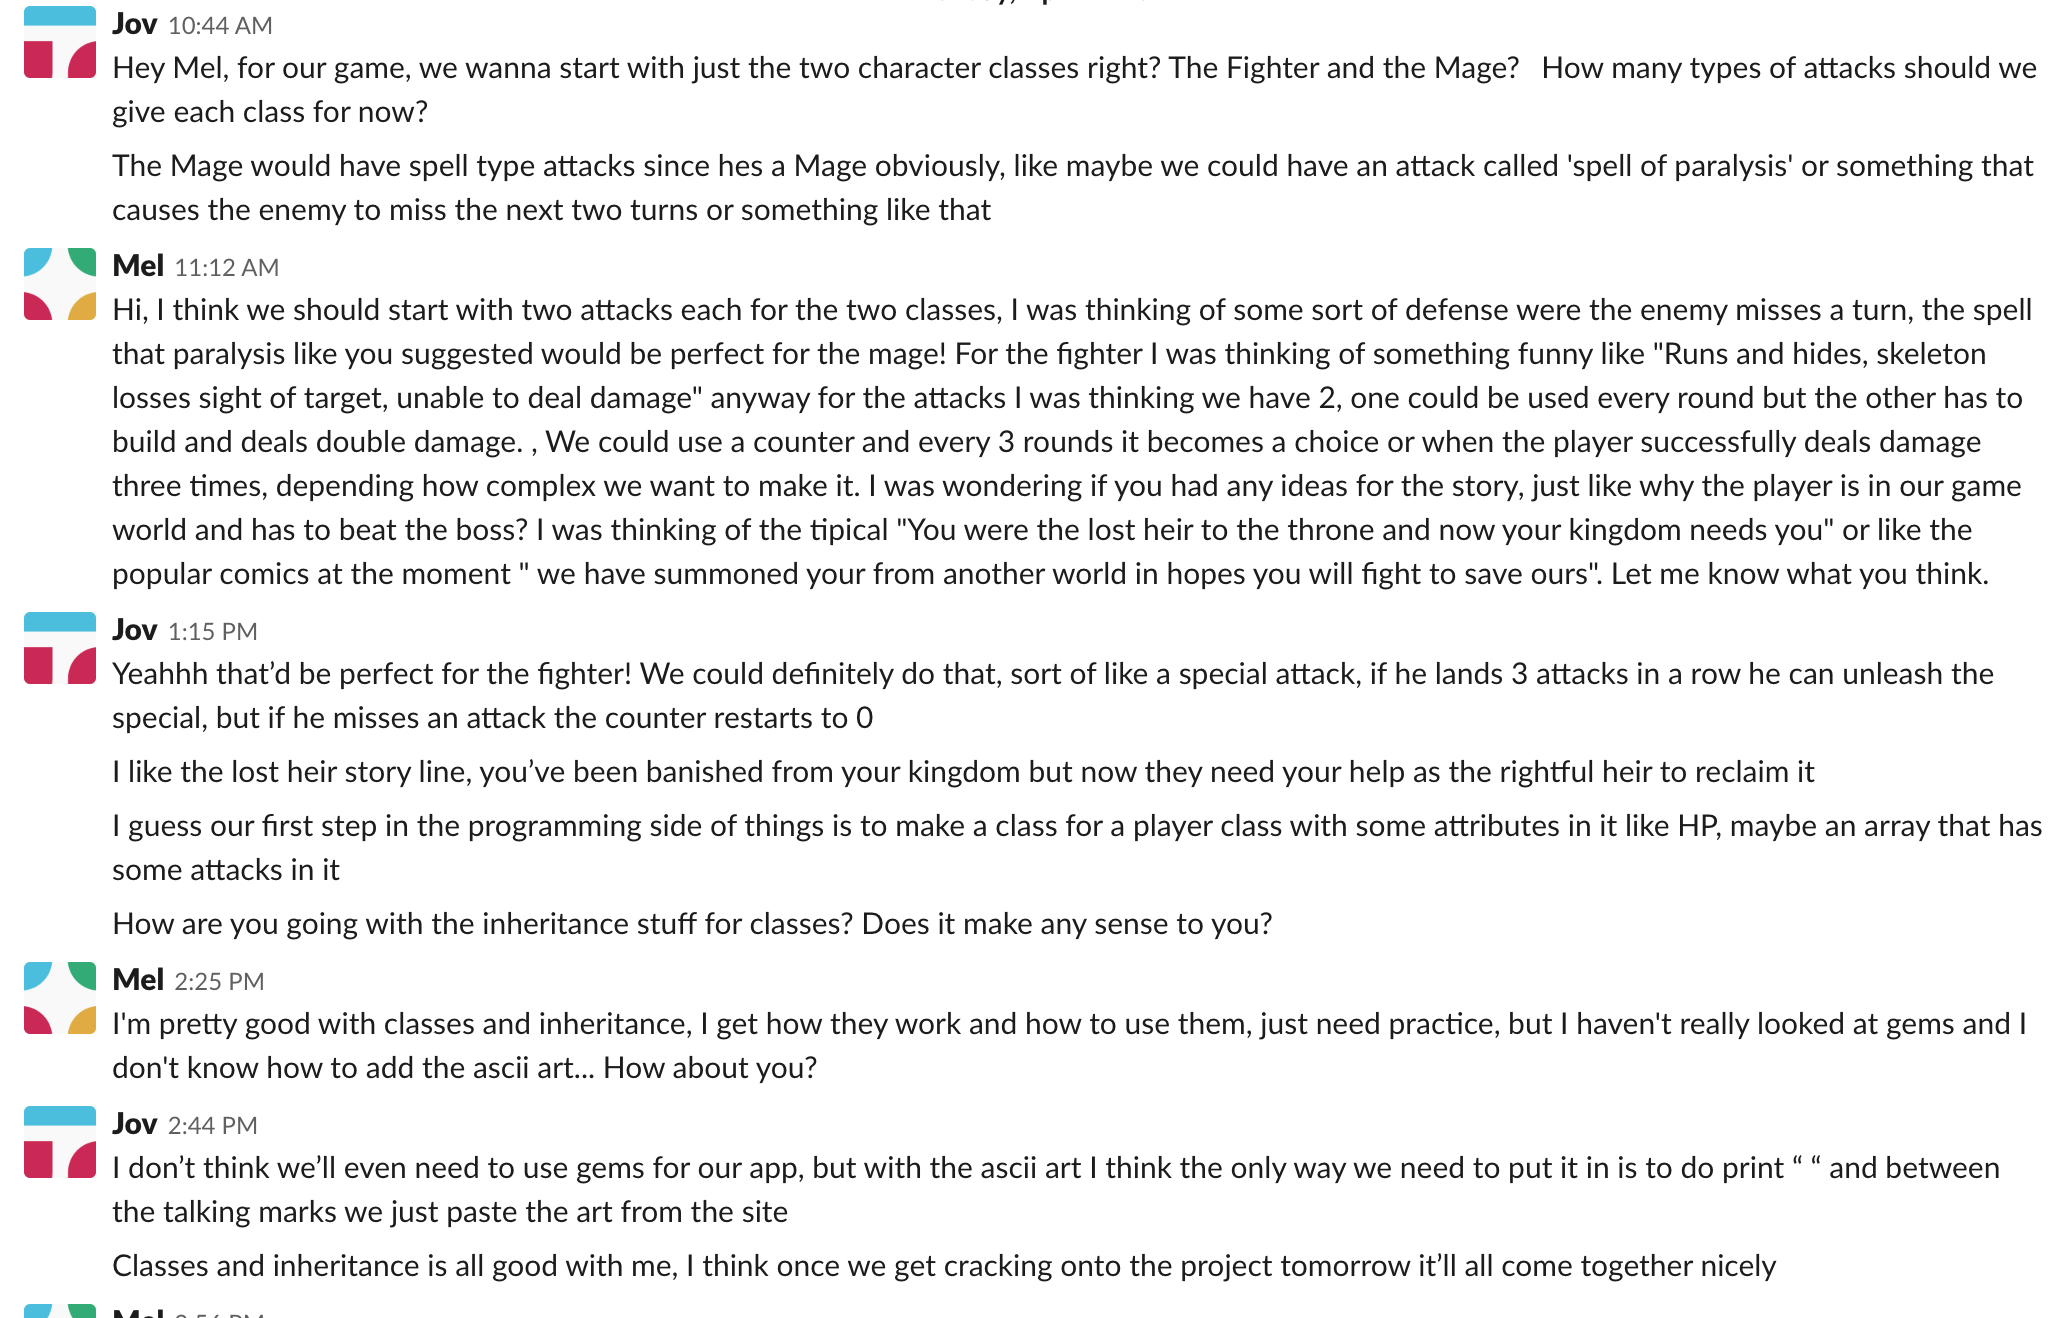 Jov 10:44 AM
Hey Mel, for our game, we wanna start with just the two character classes right? The Fighter and the Mage?   How many types of attacks should we
give each class for now?
The Mage would have spell type attacks since hes a Mage obviously, like maybe we could have an attack called 'spell of paralysis' or something that
causes the enemy to miss the next two turns or something like that
Mel 11:12 AM
Hi, I think we should start with two attacks each for the two classes, I was thinking of some sort of defense were the enemy misses a turn, the spell
that paralysis like you suggested would be perfect for the mage! For the fighter I was thinking of something funny like "Runs and hides, skeleton
losses sight of target, unable to deal damage" anyway for the attacks I was thinking we have 2, one could be used every round but the other has to
build and deals double damage. , We could use a counter and every 3 rounds it becomes a choice or when the player successfully deals damage
three times, depending how complex we want to make it. I was wondering if you had any ideas for the story, just like why the player is in our game
world and has to beat the boss? I was thinking of the tipical "You were the lost heir to the throne and now your kingdom needs you" or like the
popular comics at the moment " we have summoned your from another world in hopes you will fight to save ours". Let me know what you think.
Jov 1:15 PM
Yeahhh that’d be perfect for the fighter! We could definitely do that, sort of like a special attack, if he lands 3 attacks in a row he can unleash the
special, but if he misses an attack the counter restarts to 0
I like the lost heir story line, you’ve been banished from your kingdom but now they need your help as the rightful heir to reclaim it
I guess our first step in the programming side of things is to make a class for a player class with some attributes in it like HP, maybe an array that has
some attacks in it
How are you going with the inheritance stuff for classes? Does it make any sense to you?
Mel 2:25 PM
I'm pretty good with classes and inheritance, I get how they work and how to use them, just need practice, but I haven't really looked at gems and I
don't know how to add the ascii art... How about you?
Jov 2:44 PM
I don’t think we’ll even need to use gems for our app, but with the ascii art I think the only way we need to put it in is to do print “ “ and between
the talking marks we just paste the art from the site
Classes and inheritance is all good with me, I think once we get cracking onto the project tomorrow it’ll all come together nicely
Mel